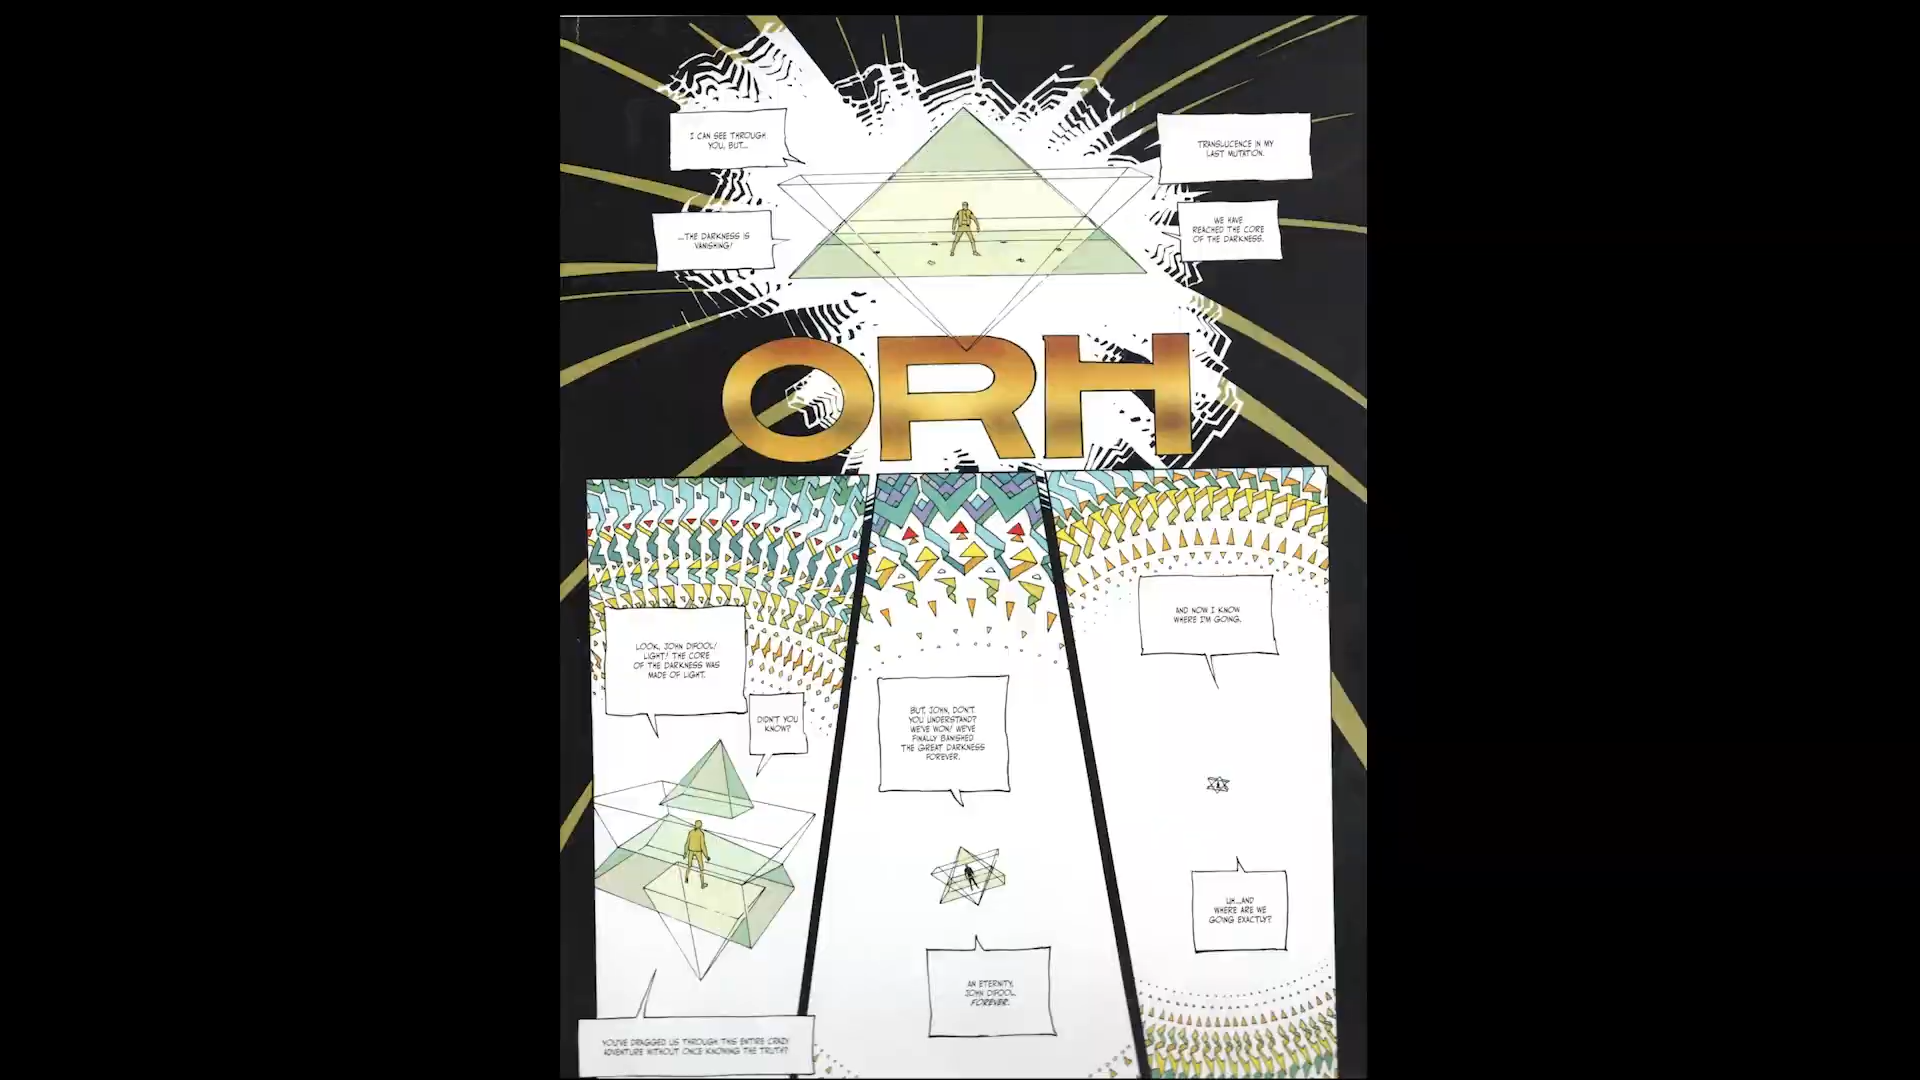 I CAN SEE THROUGH
YOU, BUT...
TRANSLUCENCE IN MY
LAST MUTATION.
...THE DARKNESS IS
VANISHING!
WE HAVE
REACHED THE CORE
OF THE DARKNESS.
ORH
LOOK, JOHN DIFOOL!
LIGHT! THE CORE
OF THE DARKNESS WAS
MADE OF LIGHT.
DIDN'T YOU
KNOW?
YOU'VE DRAGGED US THROUGH THIS ENTIRE CRAZY
ADVENTURE WITHOUT ONCE KNOWING THE TRUTH?
BUT, JOHN, DON'T
YOU UNDERSTAND?
WE'VE WON! WE'VE
FINALLY BANISHED
THE GREAT DARKNESS
FOREVER.
AN ETERNITY,
JOHN DIFOOL.
FOREVER.
AND NOW I KNOW
WHERE I'M GOING.
UH...AND
WHERE ARE WE
GOING EXACTLY?